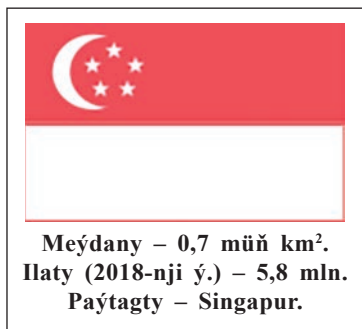 Meýdany – 0,7 müň km².
Ilaty (2018-nji ý.) – 5,8 mln.
Paýtagty – Singapur.